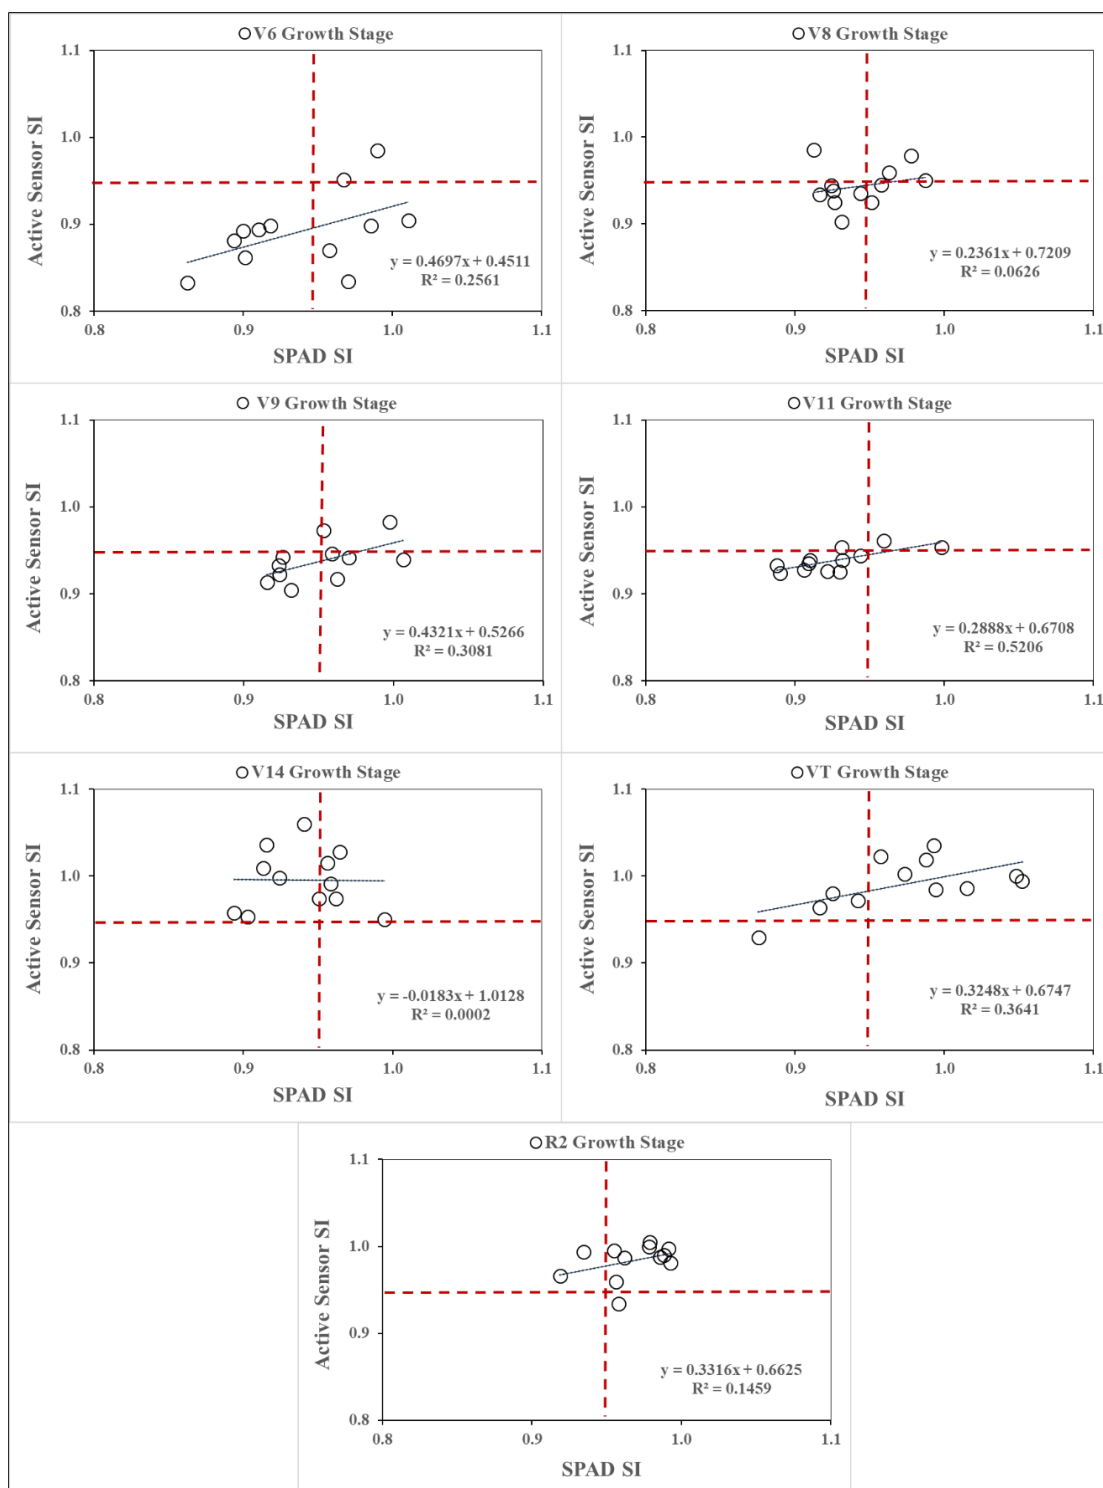 V6 Growth Stage
1.1
1.0
0.9
0.8
Active Sensor SI
y = 0.4697x + 0.4511
R² = 0.2561
0.8 0.9 1.0 1.1
SPAD SI
V8 Growth Stage
1.1
1.0
0.9
0.8
Active Sensor SI
y = 0.2361x + 0.7209
R² = 0.0626
0.8 0.9 1.0 1.1
SPAD SI
V9 Growth Stage
1.1
1.0
0.9
0.8
Active Sensor SI
y = 0.4321x + 0.5266
R² = 0.3081
0.8 0.9 1.0 1.1
SPAD SI
V11 Growth Stage
1.1
1.0
0.9
0.8
Active Sensor SI
y = 0.2888x + 0.6708
R² = 0.5206
0.8 0.9 1.0 1.1
SPAD SI
V14 Growth Stage
1.1
1.0
0.9
0.8
Active Sensor SI
y = -0.0183x + 1.0128
R² = 0.0002
0.8 0.9 1.0 1.1
SPAD SI
VT Growth Stage
1.1
1.0
0.9
0.8
Active Sensor SI
y = 0.3248x + 0.6747
R² = 0.3641
0.8 0.9 1.0 1.1
SPAD SI
R2 Growth Stage
1.1
1.0
0.9
0.8
Active Sensor SI
y = 0.3316x + 0.6625
R² = 0.1459
0.8 0.9 1.0 1.1
SPAD SI